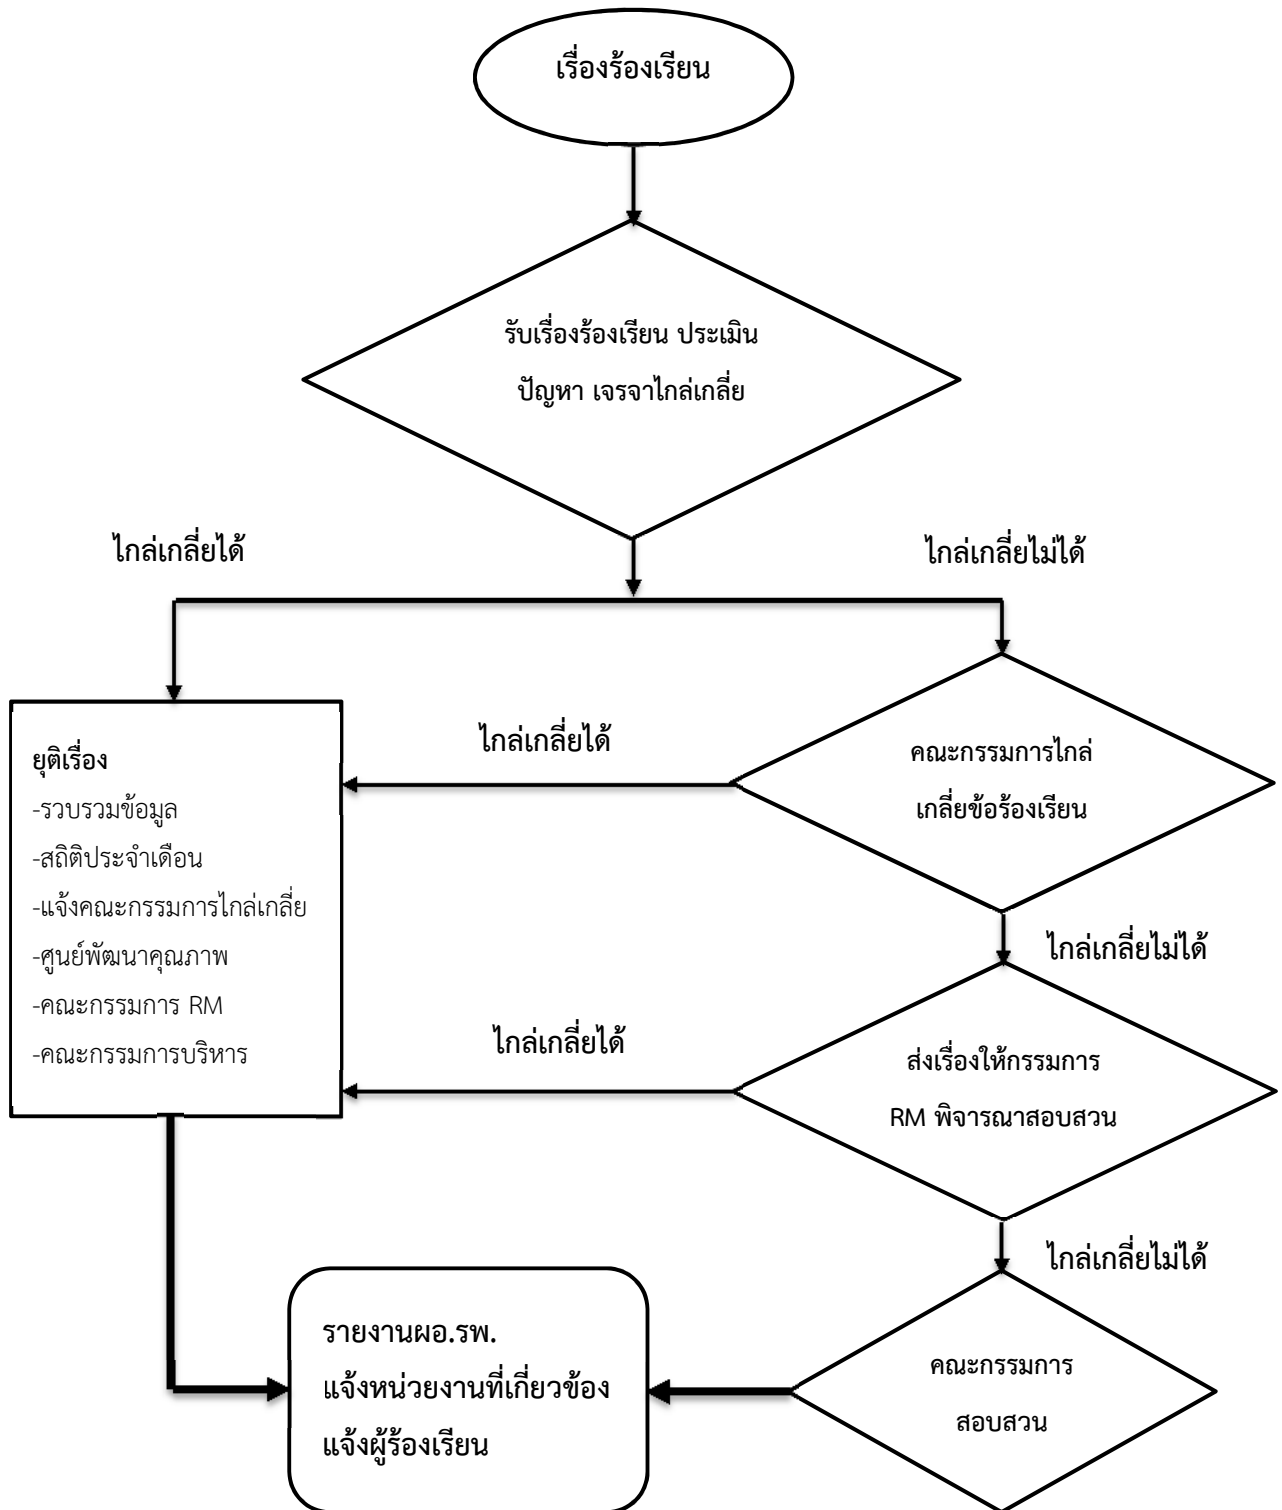 เรื่องร้องเรียน
รับเรื่องร้องเรียน ประเมิน
ปัญหา เจรจาไกล่เกลี่ย
ไกล่เกลี่ยได้
ไกล่เกลี่ยไม่ได้
ยุติเรื่อง
-รวบรวมข้อมูล
-สถิติประจำเดือน
-แจ้งคณะกรรมการไกล่เกลี่ย
-ศูนย์พัฒนาคุณภาพ
-คณะกรรมการ RM
-คณะกรรมการบริหาร
ไกล่เกลี่ยได้
คณะกรรมการไกล่
เกลี่ยข้อร้องเรียน
ไกล่เกลี่ยไม่ได้
ไกล่เกลี่ยได้
ส่งเรื่องให้กรรมการ
RM พิจารณาสอบสวน
ไกล่เกลี่ยไม่ได้
รายงานผอ.รพ.
แจ้งหน่วยงานที่เกี่ยวข้อง
แจ้งผู้ร้องเรียน
คณะกรรมการ
สอบสวน